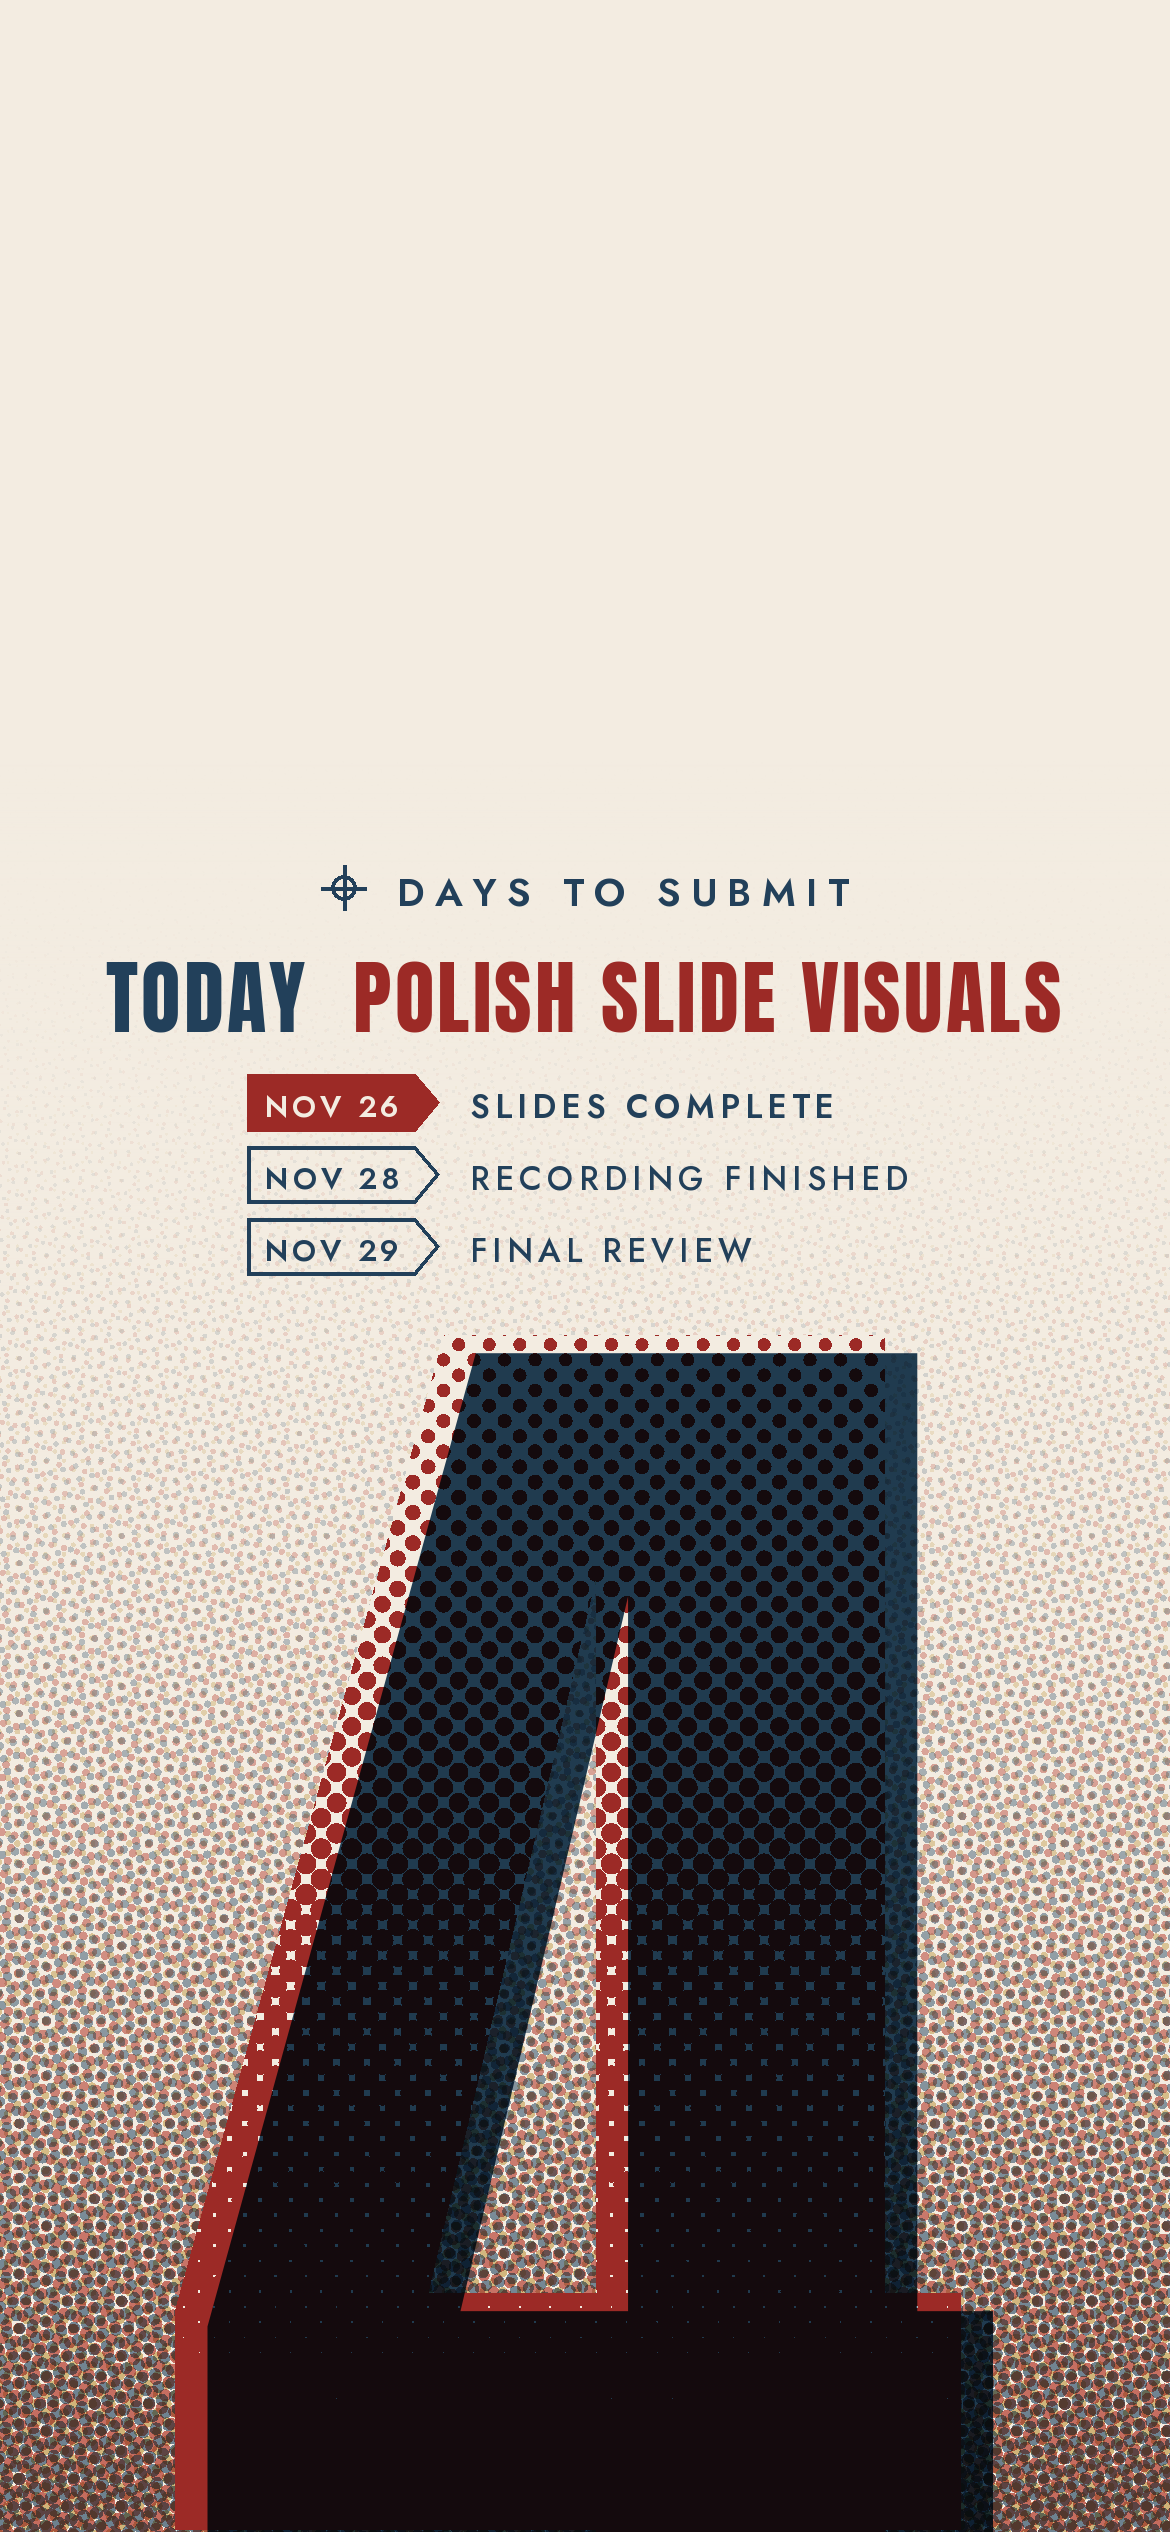 DAYS TO SUBMIT
TODAY POLISH SLIDE VISUALS
NOV 26 SLIDES COMPLETE
NOV 28 RECORDING FINISHED
NOV 29 FINAL REVIEW
4